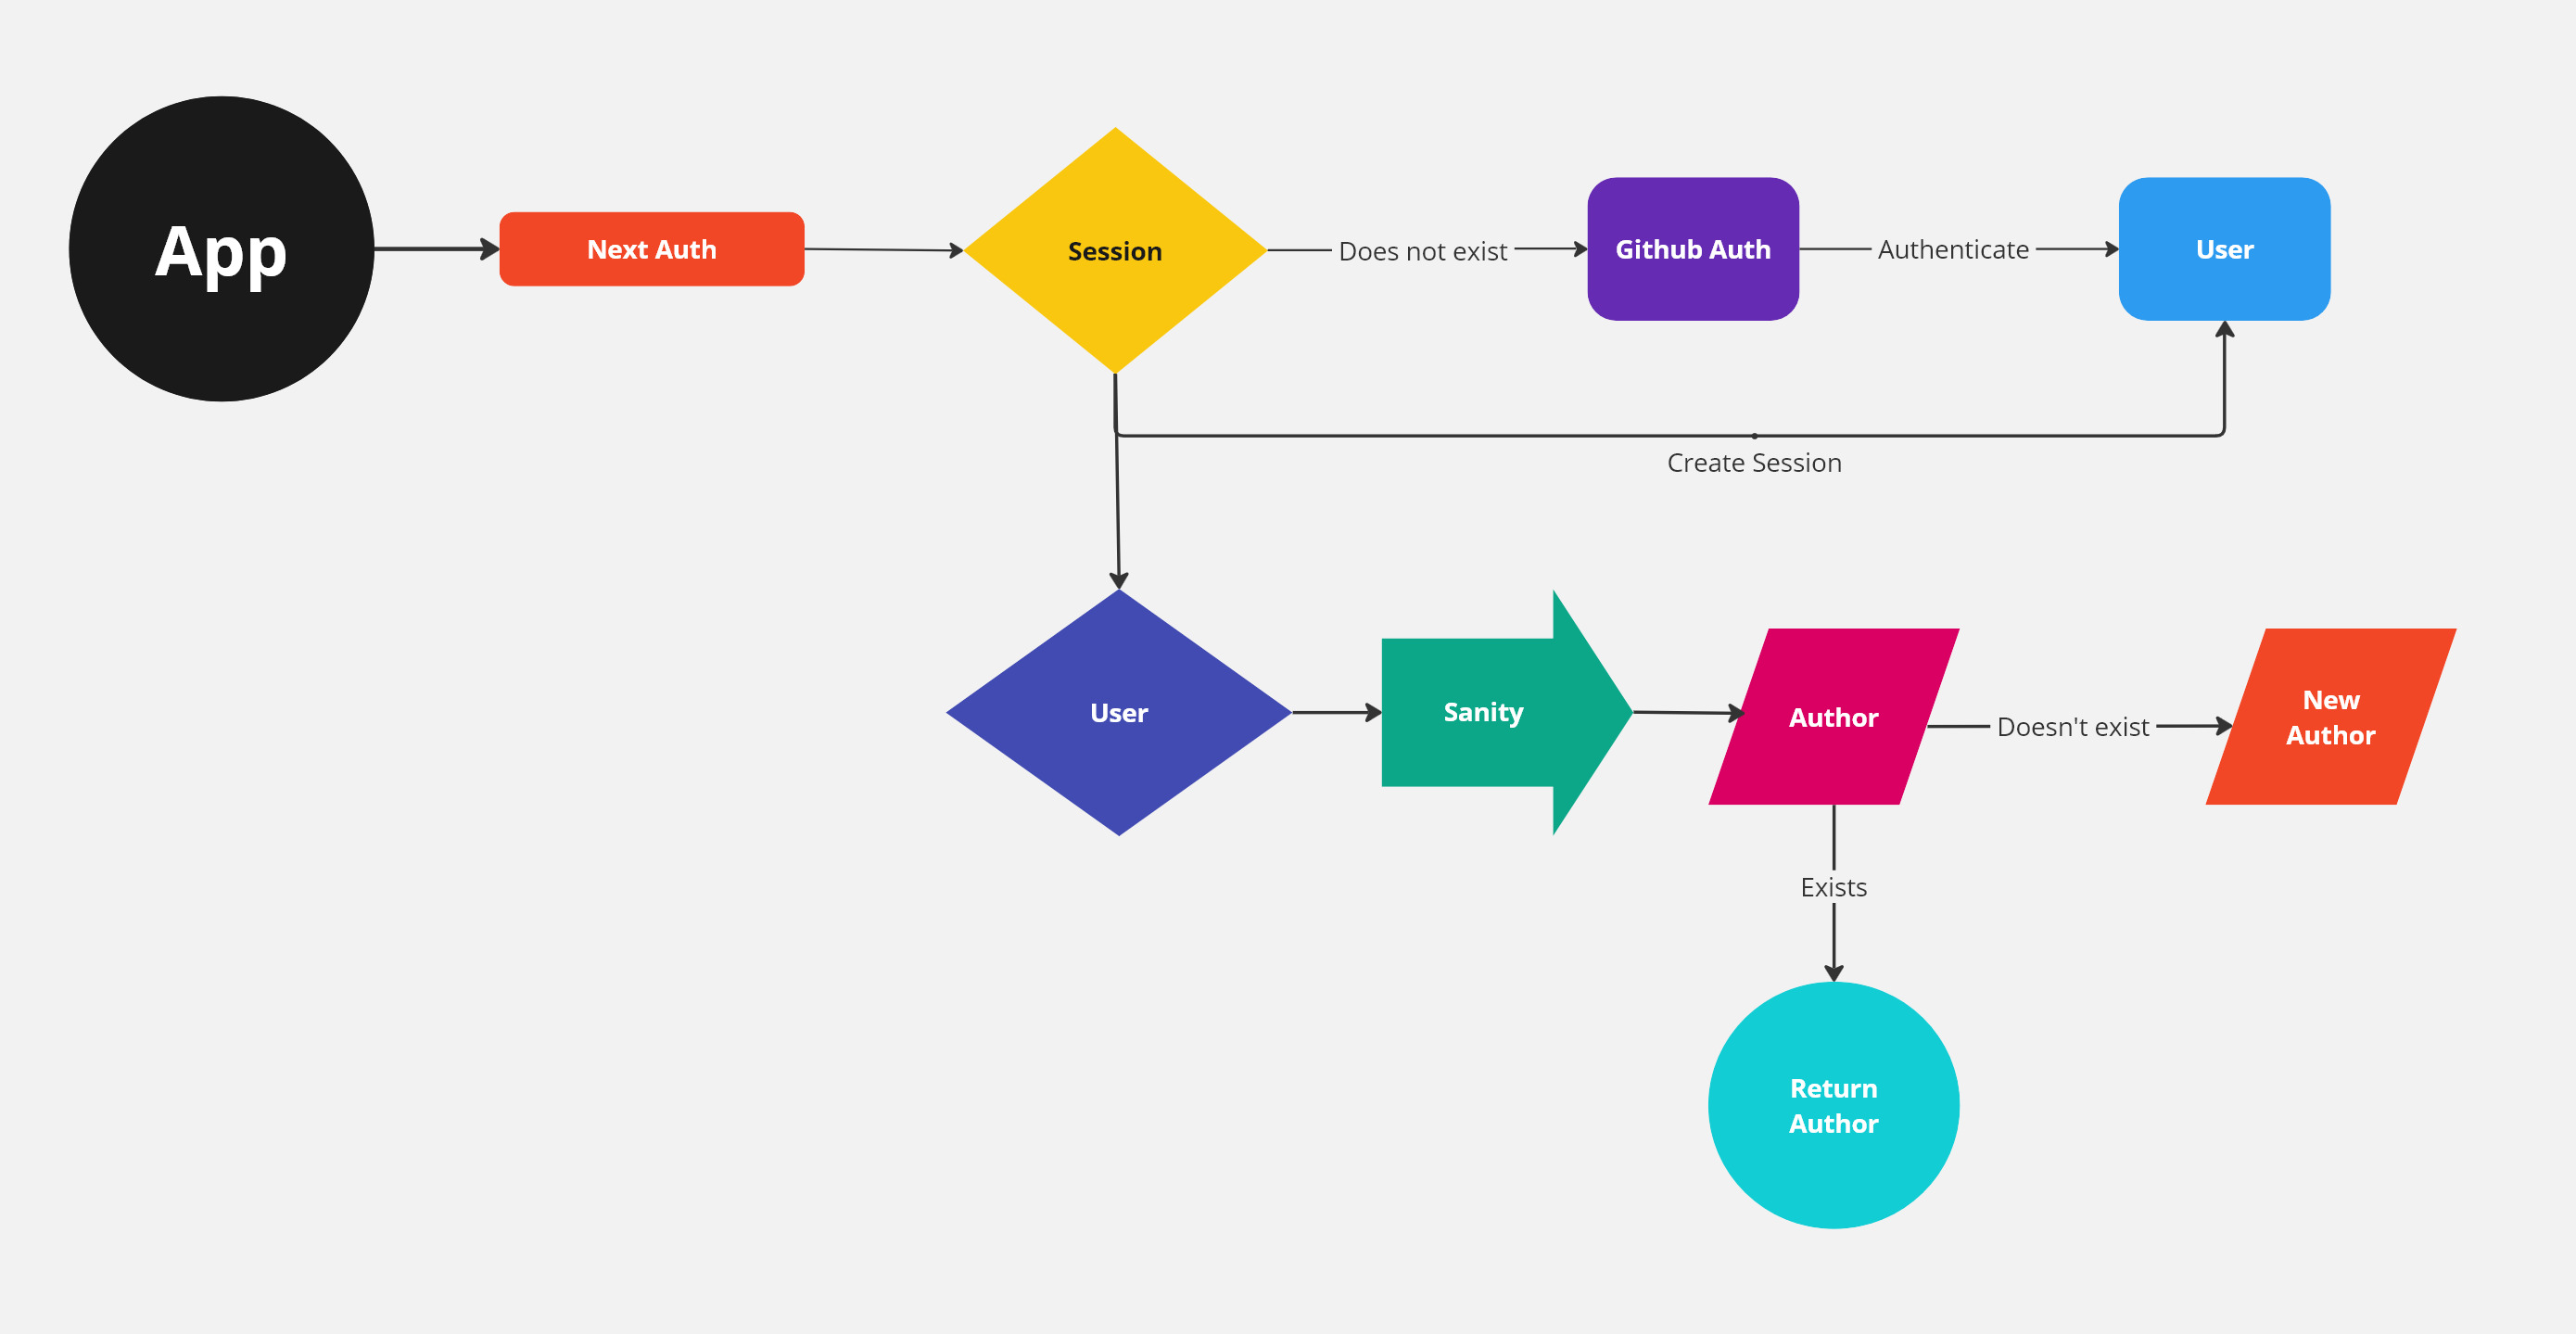 App
Next Auth
Session
Does not exist
Github Auth
Authenticate
User
Create Session
User
Sanity
Author
Doesn't exist
New
Author
Exists
Return
Author